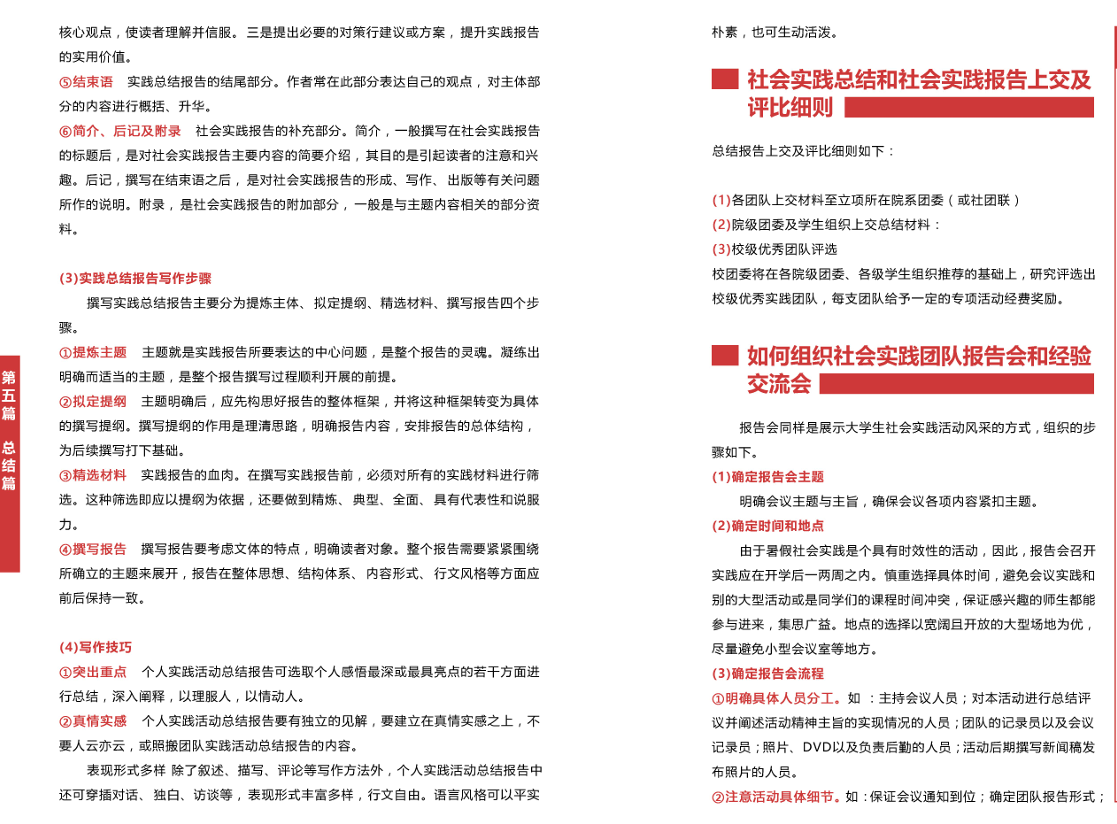 核心观点，使读者理解并信服。三是提出必要的对策行建议或方案，提升实践报告
的实用价值。
⑤结束语 实践总结报告的结尾部分。作者常在此部分表达自己的观点，对主体部
分的内容进行概括、升华。
⑥简介、后记及附录 社会实践报告的补充部分。简介，一般撰写在社会实践报告
的标题后，是对社会实践报告主要内容的简要介绍，其目的是引起读者的注意和兴
趣。后记，撰写在结束语之后，是对社会实践报告的形成、写作、出版等有关问题
所作的说明。附录，是社会实践报告的附加部分，一般是与主题内容相关的部分资
料。
(3)实践总结报告写作步骤
撰写实践总结报告主要分为提炼主体、拟定提纲、精选材料、撰写报告四个步
骤。
①提炼主题 主题就是实践报告所要表达的中心问题，是整个报告的灵魂。凝练出
明确而适当的主题，是整个报告撰写过程顺利开展的前提。
②拟定提纲 主题明确后，应先构思好报告的整体框架，并将这种框架转变为具体
的撰写提纲。撰写提纲的作用是理清思路，明确报告内容，安排报告的总体结构，
为后续撰写打下基础。
③精选材料 实践报告的血肉。在撰写实践报告前，必须对所有的实践材料进行筛
选。这种筛选即应以提纲为依据，还要做到精炼、典型、全面、具有代表性和说服
力。
④撰写报告 撰写报告要考虑文体的特点，明确读者对象。整个报告需要紧紧围绕
所确立的主题来展开，报告在整体思想、结构体系、内容形式、行文风格等方面应
前后保持一致。
(4)写作技巧
①突出重点 个人实践活动总结报告可选取个人感悟最深或最具亮点的若干方面进
行总结，深入阐释，以理服人，以情动人。
②真情实感 个人实践活动总结报告要有独立的见解，要建立在真情实感之上，不
要人云亦云，或照搬团队实践活动总结报告的内容。
表现形式多样 除了叙述、描写、评论等写作方法外，个人实践活动总结报告中
还可穿插对话、独白、访谈等，表现形式丰富多样，行文自由。语言风格可以平实
第五篇 总结篇
朴素，也可生动活泼。
社会实践总结和社会实践报告上交及
评比细则
总结报告上交及评比细则如下：
(1)各团队上交材料至立项所在院系团委（或社团联）
(2)院级团委及学生组织上交总结材料：
(3)校级优秀团队评选
校团委将在各院级团委、各级学生组织推荐的基础上，研究评选出
校级优秀实践团队，每支团队给予一定的专项活动经费奖励。
如何组织社会实践团队报告会和经验
交流会
报告会同样是展示大学生社会实践活动风采的方式，组织的步
骤如下。
(1)确定报告会主题
明确会议主题与主旨，确保会议各项内容紧扣主题。
(2)确定时间和地点
由于暑假社会实践是个具有时效性的活动，因此，报告会召开
实践应在开学后一两周之内。慎重选择具体时间，避免会议实践和
别的大型活动或是同学们的课程时间冲突，保证感兴趣的师生都能
参与进来，集思广益。地点的选择以宽阔且开放的大型场地为优，
尽量避免小型会议室等地方。
(3)确定报告会流程
①明确具体人员分工。如 ：主持会议人员；对本活动进行总结评
议并阐述活动精神主旨的实现情况的人员；团队的记录员以及会议
记录员；照片、DVD以及负责后勤的人员；活动后期撰写新闻稿发
布照片的人员。
②注意活动具体细节。如：保证会议通知到位；确定团队报告形式；